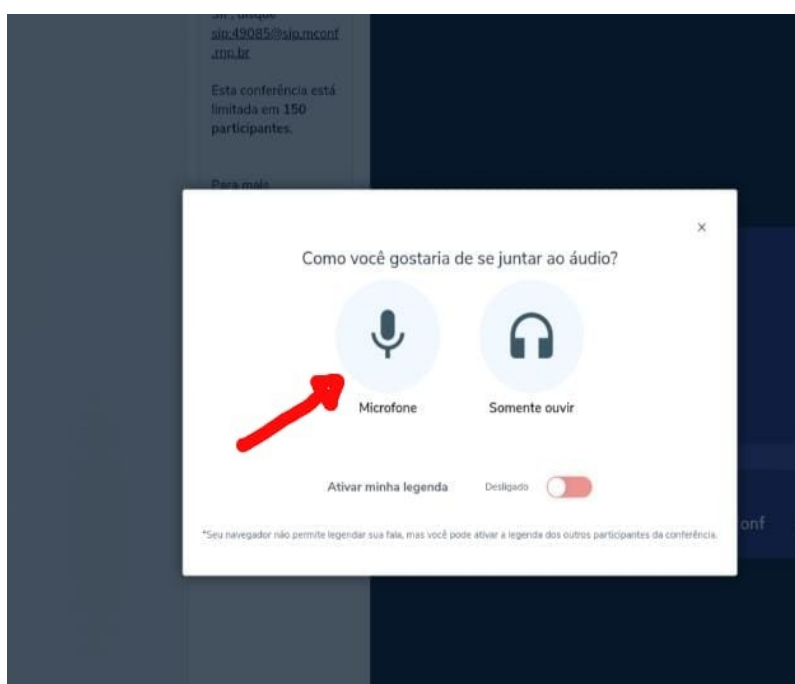 SIP, disque
sip:49085@sip.mconf
.rnp.br
Esta conferência está
limitada em 150
participantes.
Para mais
×
Como você gostaria de se juntar ao áudio?
Microfone
Somente ouvir
Ativar minha legenda
Desligado
*Seu navegador não permite legendar sua fala, mas você pode ativar a legenda dos outros participantes da conferência.
onf